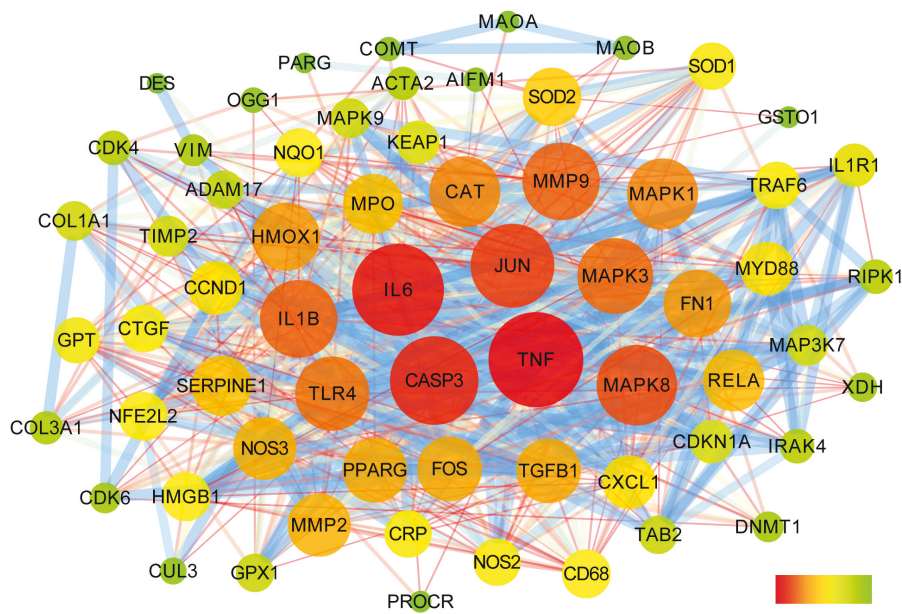 MAOA
COMT
MAOB
PARG
AIFM1
SOD1
DES
ACTA2
SOD2
OGG1
MAPK9
GSTO1
CDK4
VIM
NQO1
KEAP1
IL1R1
ADAM17
CAT
MMP9
MAPK1
TRAF6
MPO
COL1A1
TIMP2
HMOX1
JUN
MAPK3
MYD88
RIPK1
CCND1
IL6
FN1
IL1B
CTGF
GPT
MAP3K7
TNF
SERPINE1
TLR4
CASP3
MAPK8
RELA
XDH
NFE2L2
COL3A1
NOS3
CDKN1A
IRAK4
PPARG
FOS
TGFB1
CDK6
HMGB1
CXCL1
MMP2
CRP
TAB2
DNMT1
NOS2
CUL3
GPX1
CD68
PROCR